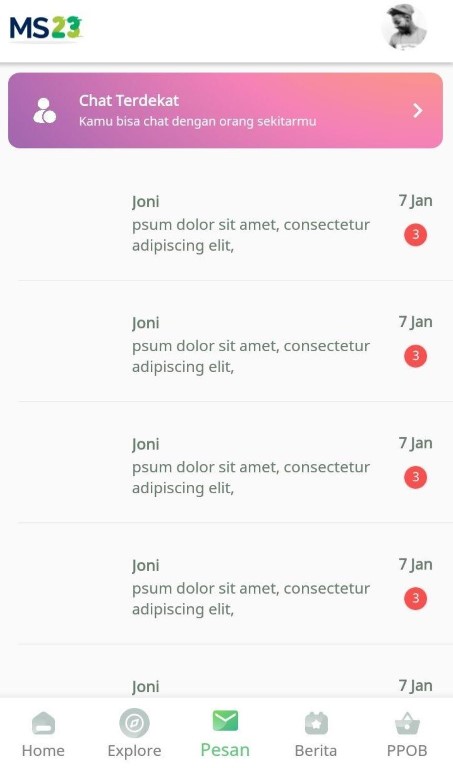 MS23
Chat Terdekat
Kamu bisa chat dengan orang sekitarmu
Joni
7 Jan
psum dolor sit amet, consectetur
3
adipiscing elit,
Joni
7 Jan
psum dolor sit amet, consectetur
3
adipiscing elit,
Joni
7 Jan
psum dolor sit amet, consectetur
3
adipiscing elit,
Joni
7 Jan
psum dolor sit amet, consectetur
3
adipiscing elit,
Joni
7 Jan
Home
Explore
Pesan
Berita
PPOB